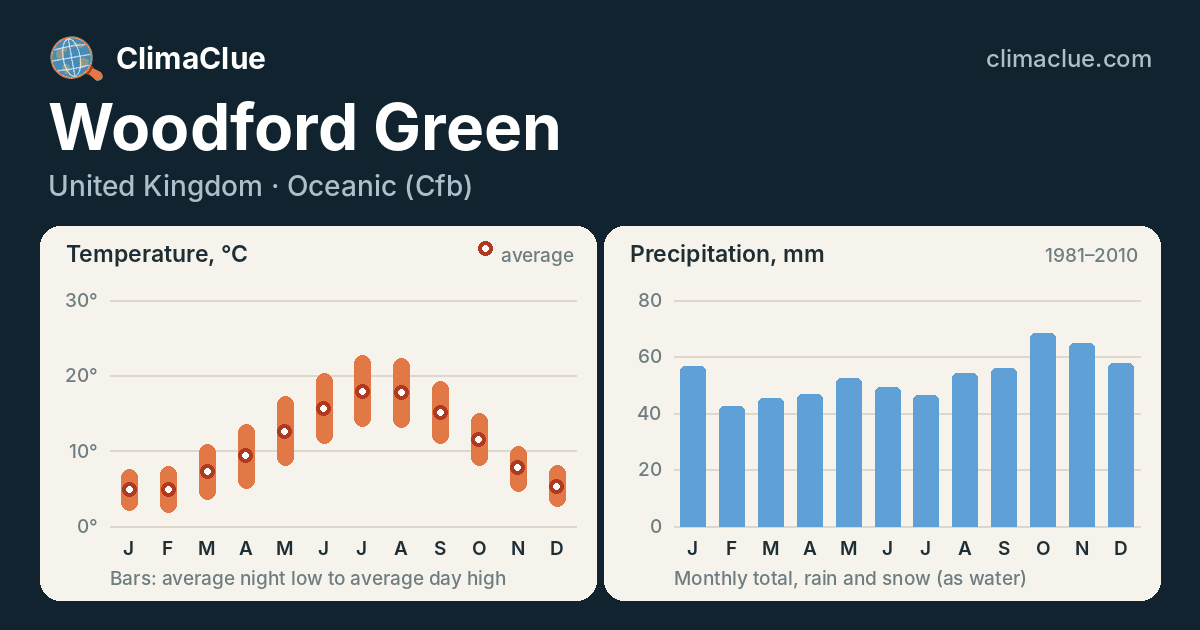 ClimaClue
climaclue.com
Woodford Green
United Kingdom · Oceanic (Cfb)
Temperature, °C
average
30°
20°
10°
0°
J F M A M J J A S O N D
Bars: average night low to average day high
Precipitation, mm
1981–2010
80
60
40
20
0
J F M A M J J A S O N D
Monthly total, rain and snow (as water)